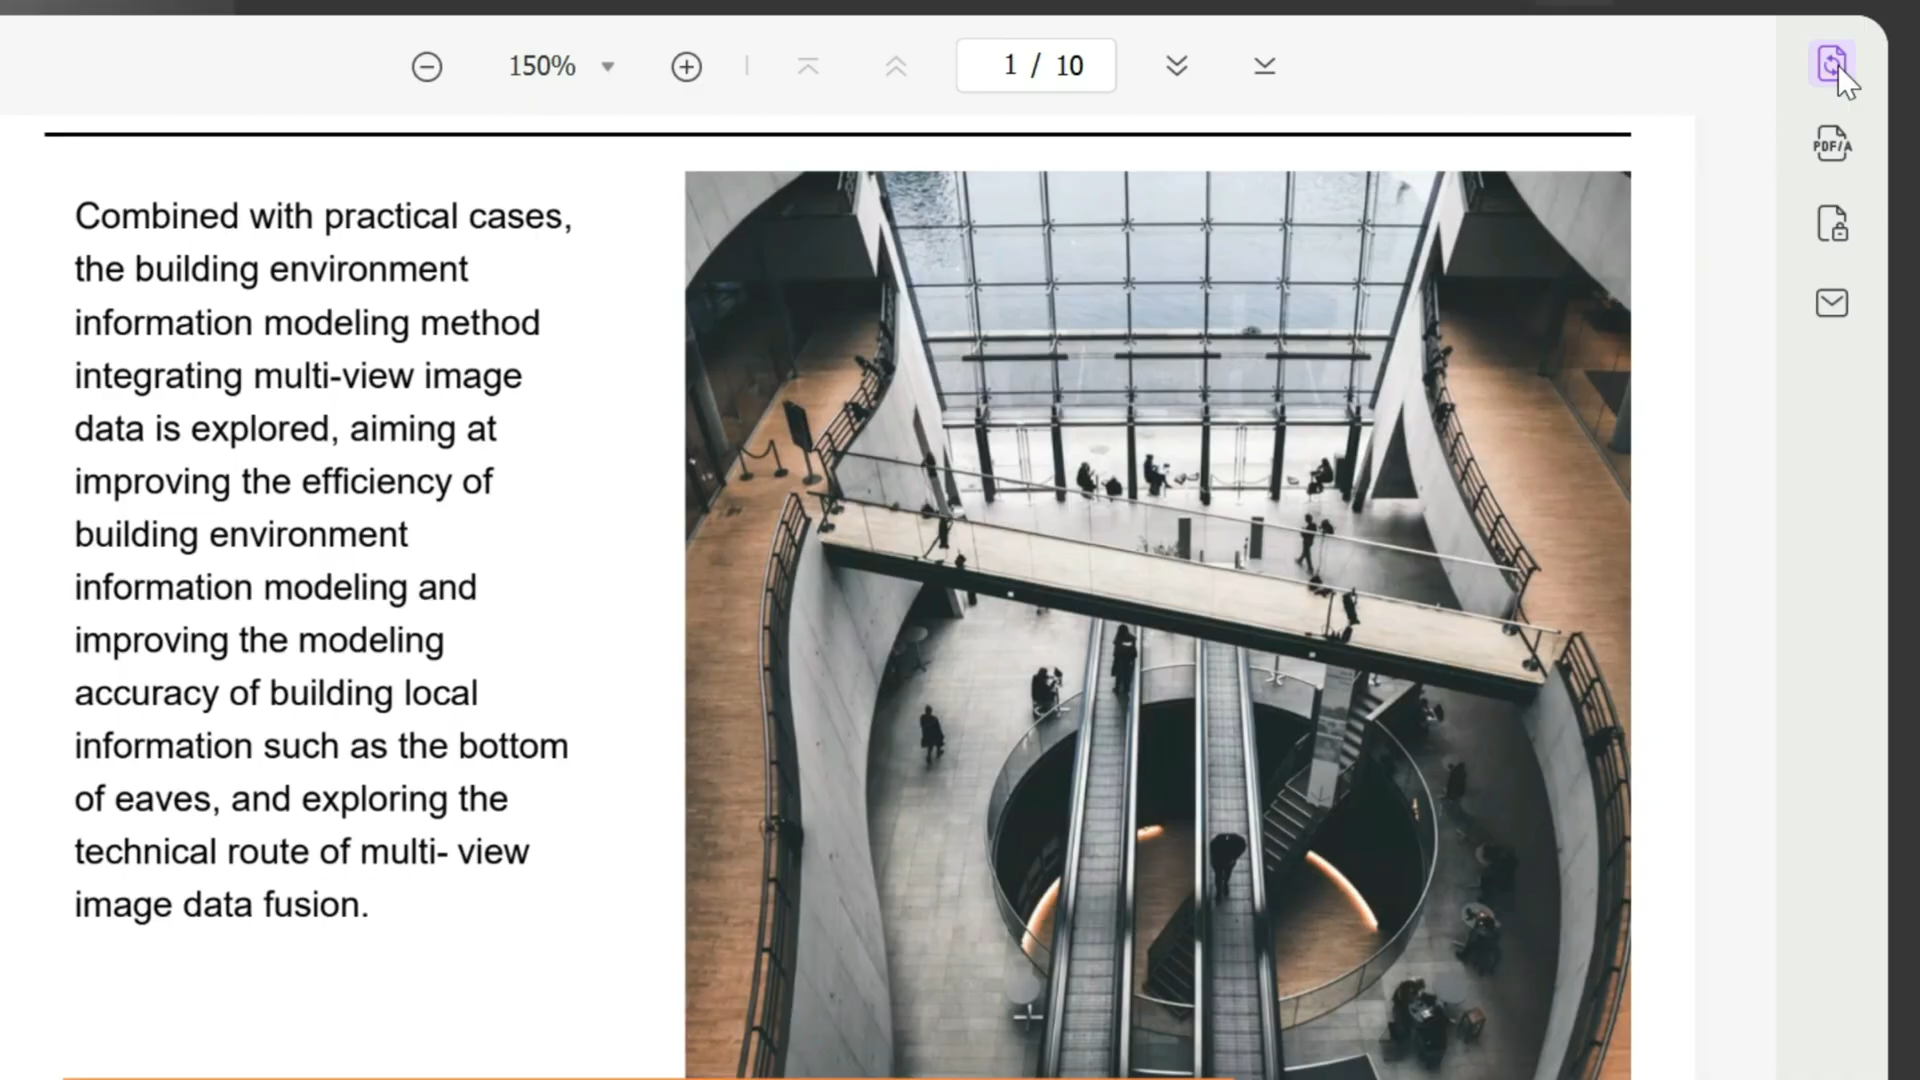 150%
1 / 10
PDF/A
Combined with practical cases,
the building environment
information modeling method
integrating multi-view image
data is explored, aiming at
improving the efficiency of
building environment
information modeling and
improving the modeling
accuracy of building local
information such as the bottom
of eaves, and exploring the
technical route of multi- view
image data fusion.